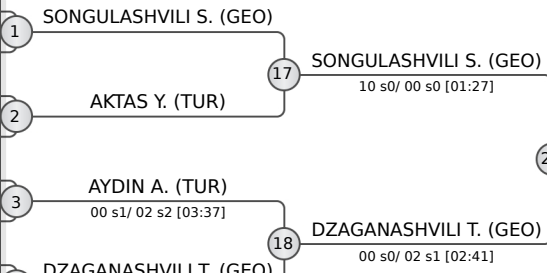 SONGULASHVILI S. (GEO)
1
SONGULASHVILI S. (GEO)
17
10 s0/ 00 s0 [01:27]
AKTAS Y. (TUR)
2
AYDIN A. (TUR)
3
00 s1/ 02 s2 [03:37]
DZAGANASHVILI T. (GEO)
18
00 s0/ 02 s1 [02:41]
DZAGANASHVILI T. (GEO)